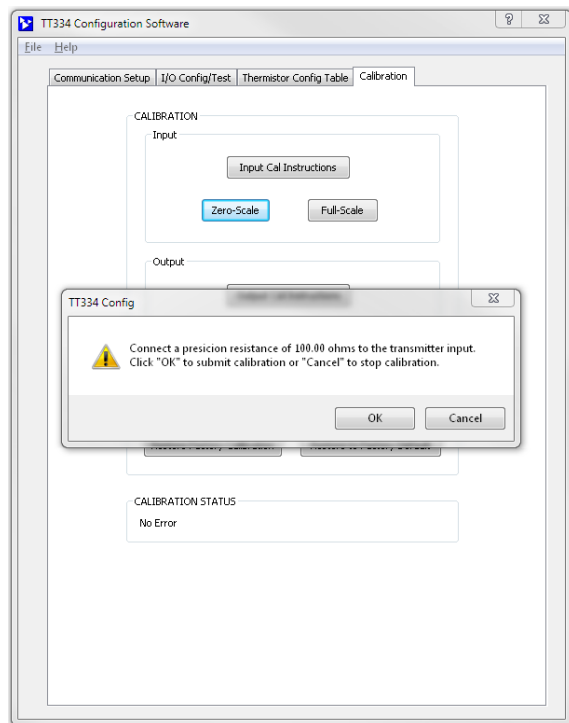 TT334 Configuration Software
File Help
Communication Setup I/O Config/Test Thermistor Config Table Calibration
CALIBRATION
Input
Input Cal Instructions
Zero-Scale Full-Scale
Output
TT334 Config
Connect a presicion resistance of 100.00 ohms to the transmitter input.
Click "OK" to submit calibration or "Cancel" to stop calibration.
OK Cancel
CALIBRATION STATUS
No Error